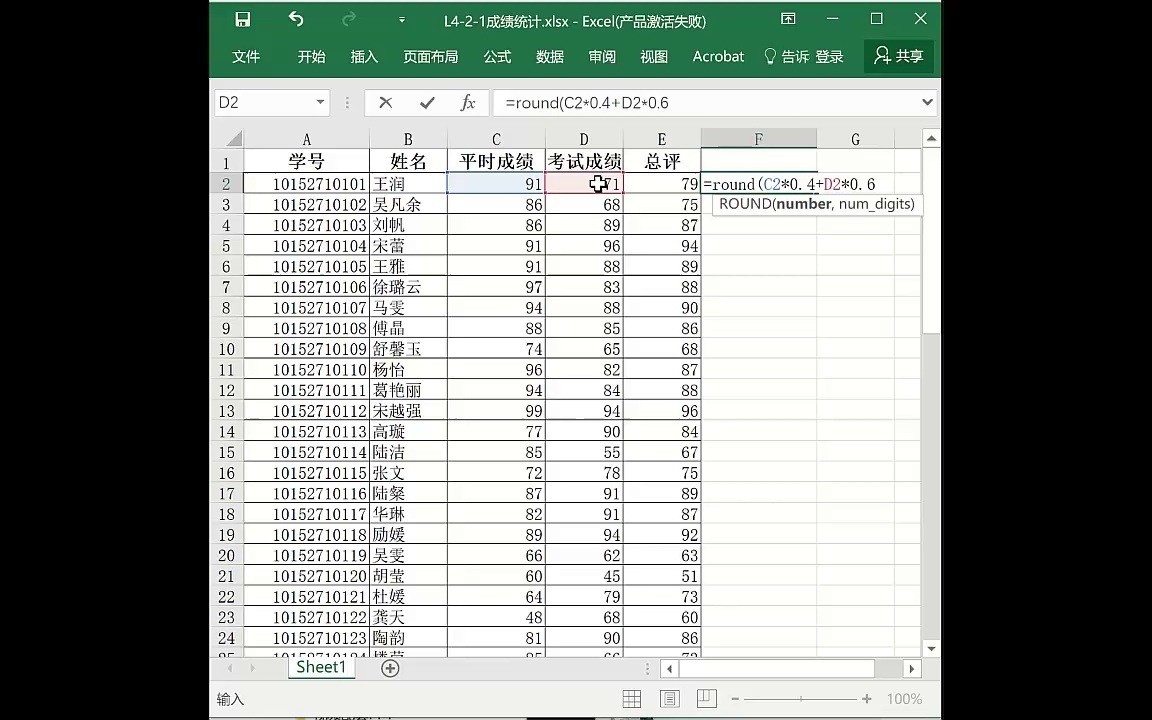 L4-2-1成绩统计.xlsx - Excel(产品激活失败)
文件 开始 插入 页面布局 公式 数据 审阅 视图 Acrobat 告诉 登录 共享
D2 fx =round(C2*0.4+D2*0.6
A B C D E F G
1 学号 姓名 平时成绩 考试成绩 总评
2 10152710101 王润 91 71 79 =round(C2*0.4+D2*0.6
ROUND(number, num_digits)
3 10152710102 吴凡余 86 68 75
4 10152710103 刘帆 86 89 87
5 10152710104 宋蕾 91 96 94
6 10152710105 王雅 91 88 89
7 10152710106 徐璐云 97 83 88
8 10152710107 马雯 94 88 90
9 10152710108 傅晶 88 85 86
10 10152710109 舒馨玉 74 65 68
11 10152710110 杨怡 96 82 87
12 10152710111 葛艳丽 94 84 88
13 10152710112 宋越强 99 94 96
14 10152710113 高璇 77 90 84
15 10152710114 陆洁 85 55 67
16 10152710115 张文 72 78 75
17 10152710116 陆粲 87 91 89
18 10152710117 华琳 82 91 87
19 10152710118 励媛 89 94 92
20 10152710119 吴雯 66 62 63
21 10152710120 胡莹 60 45 51
22 10152710121 杜媛 64 79 73
23 10152710122 龚天 48 68 60
24 10152710123 陶韵 81 90 86
Sheet1
输入 100%